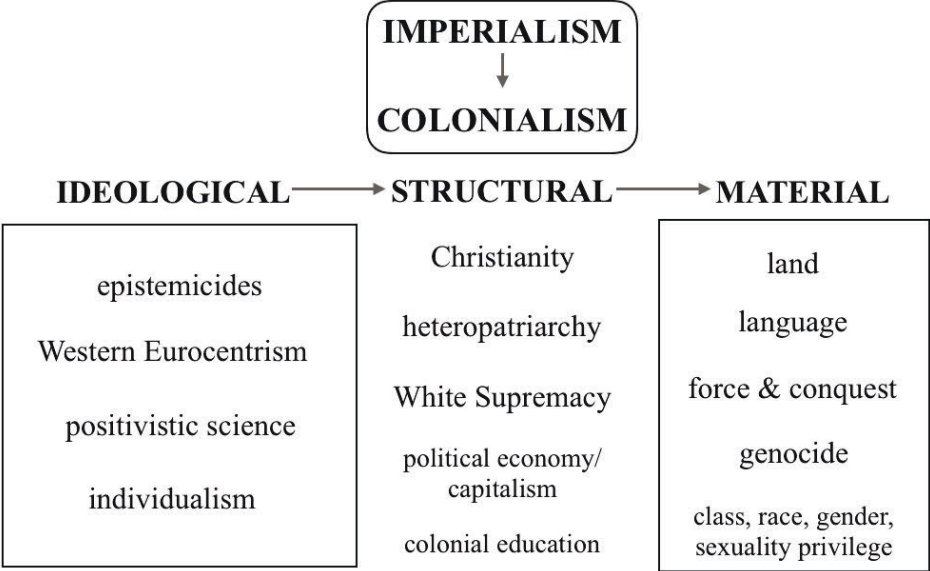 IMPERIALISM
COLONIALISM
IDEOLOGICAL
STRUCTURAL
MATERIAL
epistemicides
Western Eurocentrism
positivistic science
individualism
Christianity
heteropatriarchy
White Supremacy
political economy/
capitalism
colonial education
land
language
force & conquest
genocide
class, race, gender,
sexuality privilege